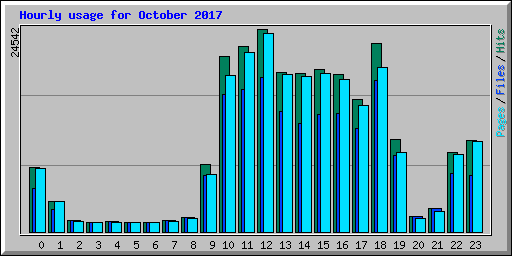 Hourly usage for October 2017
24542
Pages/Files/Hits
0 1 2 3 4 5 6 7 8 9 10 11 12 13 14 15 16 17 18 19 20 21 22 23